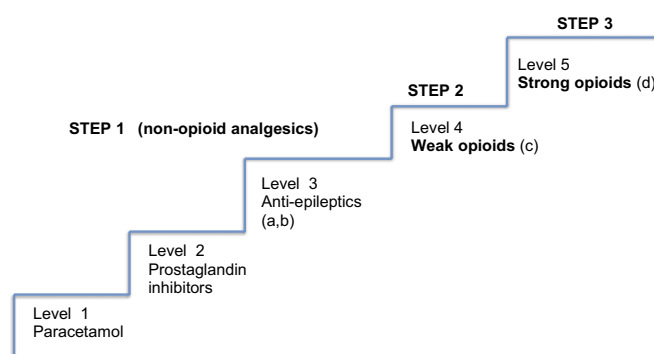 STEP 3
Level 5
Strong opioids (d)
STEP 2
Level 4
Weak opioids (c)
STEP 1 (non-opioid analgesics)
Level 3
Anti-epileptics
(a,b)
Level 2
Prostaglandin
inhibitors
Level 1
Paracetamol